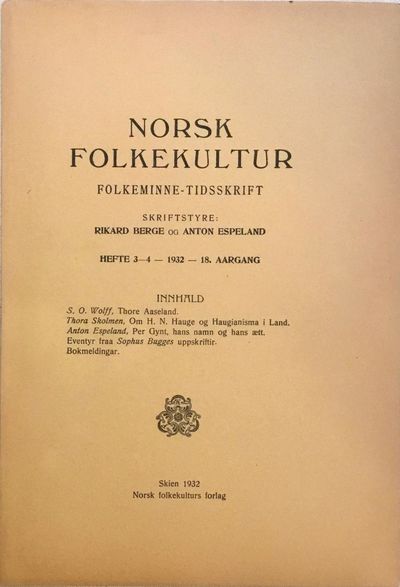 NORSK
FOLKEKULTUR
FOLKEMINNE-TIDSSKRIFT
SKRIFTSTYRE:
RIKARD BERGE OG ANTON ESPELAND
HEFTE 3—4 — 1932 — 18. AARGANG
INNHALD
S. O. Wolff, Thore Aaseland.
Thora Skolmen, Om H. N. Hauge og Haugianisma i Land.
Anton Espeland, Per Gynt, hans namn og hans ætt.
Eventyr fraa Sophus Bugges uppskriftir.
Bokmeldingar.
Skien 1932
Norsk folkekulturs forlag